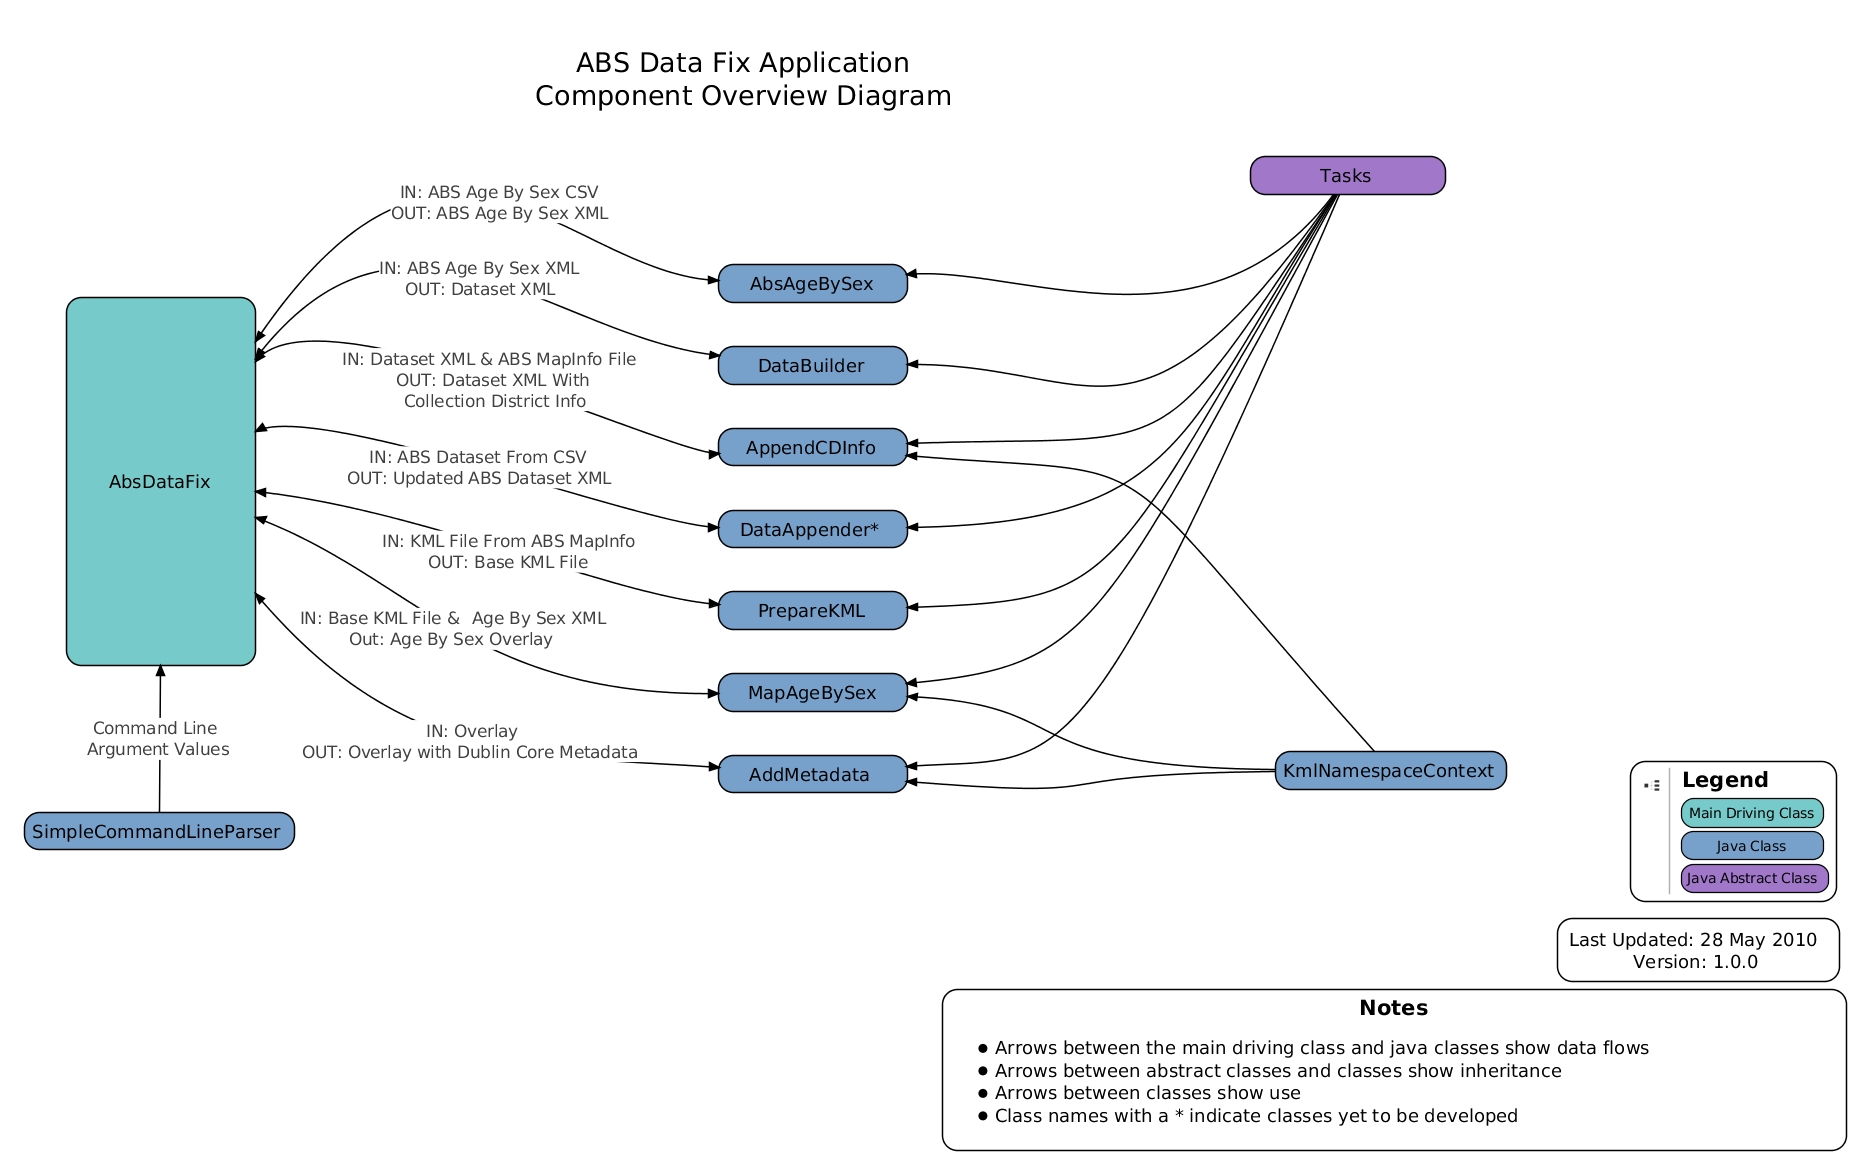 ABS Data Fix Application
Component Overview Diagram
Tasks
IN: ABS Age By Sex CSV
OUT: ABS Age By Sex XML
IN: ABS Age By Sex XML
OUT: Dataset XML
AbsAgeBySex
DataBuilder
IN: Dataset XML & ABS MapInfo File
OUT: Dataset XML With
Collection District Info
AppendCDInfo
IN: ABS Dataset From CSV
OUT: Updated ABS Dataset XML
AbsDataFix
DataAppender*
IN: KML File From ABS MapInfo
OUT: Base KML File
PrepareKML
IN: Base KML File &  Age By Sex XML
Out: Age By Sex Overlay
MapAgeBySex
Command Line
Argument Values
IN: Overlay
OUT: Overlay with Dublin Core Metadata
AddMetadata
KmlNamespaceContext
SimpleCommandLineParser
Legend
Main Driving Class
Java Class
Java Abstract Class
Last Updated: 28 May 2010
Version: 1.0.0
Notes
● Arrows between the main driving class and java classes show data flows
● Arrows between abstract classes and classes show inheritance
● Arrows between classes show use
● Class names with a * indicate classes yet to be developed